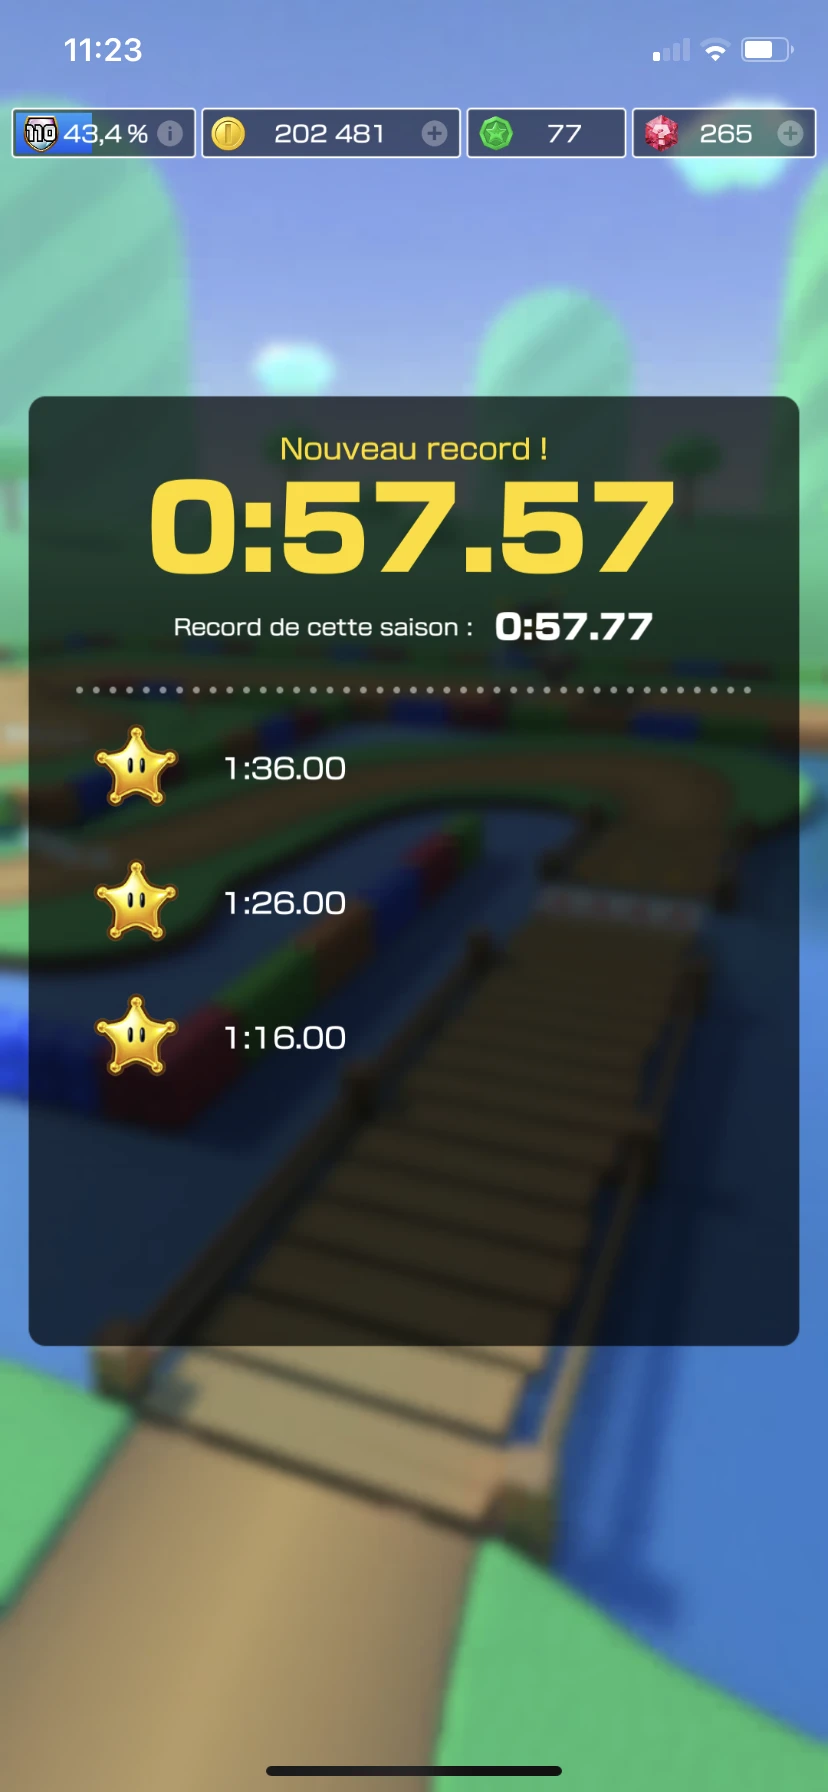 11:23
110 43,4 % i 202 481 + 77 265 +
Nouveau record !
0:57.57
Record de cette saison : 0:57.77
1:36.00
1:26.00
1:16.00